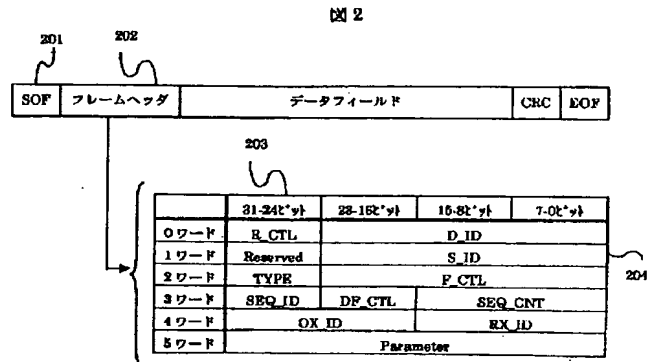 図 2
201
202
SOF フレームヘッダ データフィールド CRC EOF
203
31-24ビット 23-16ビット 15-8ビット 7-0ビット
0ワード R_CTL D_ID
1ワード Reserved S_ID
2ワード TYPE F_CTL
3ワード SEQ_ID DF_CTL SEQ_CNT
4ワード OX_ID RX_ID
5ワード Parameter
204